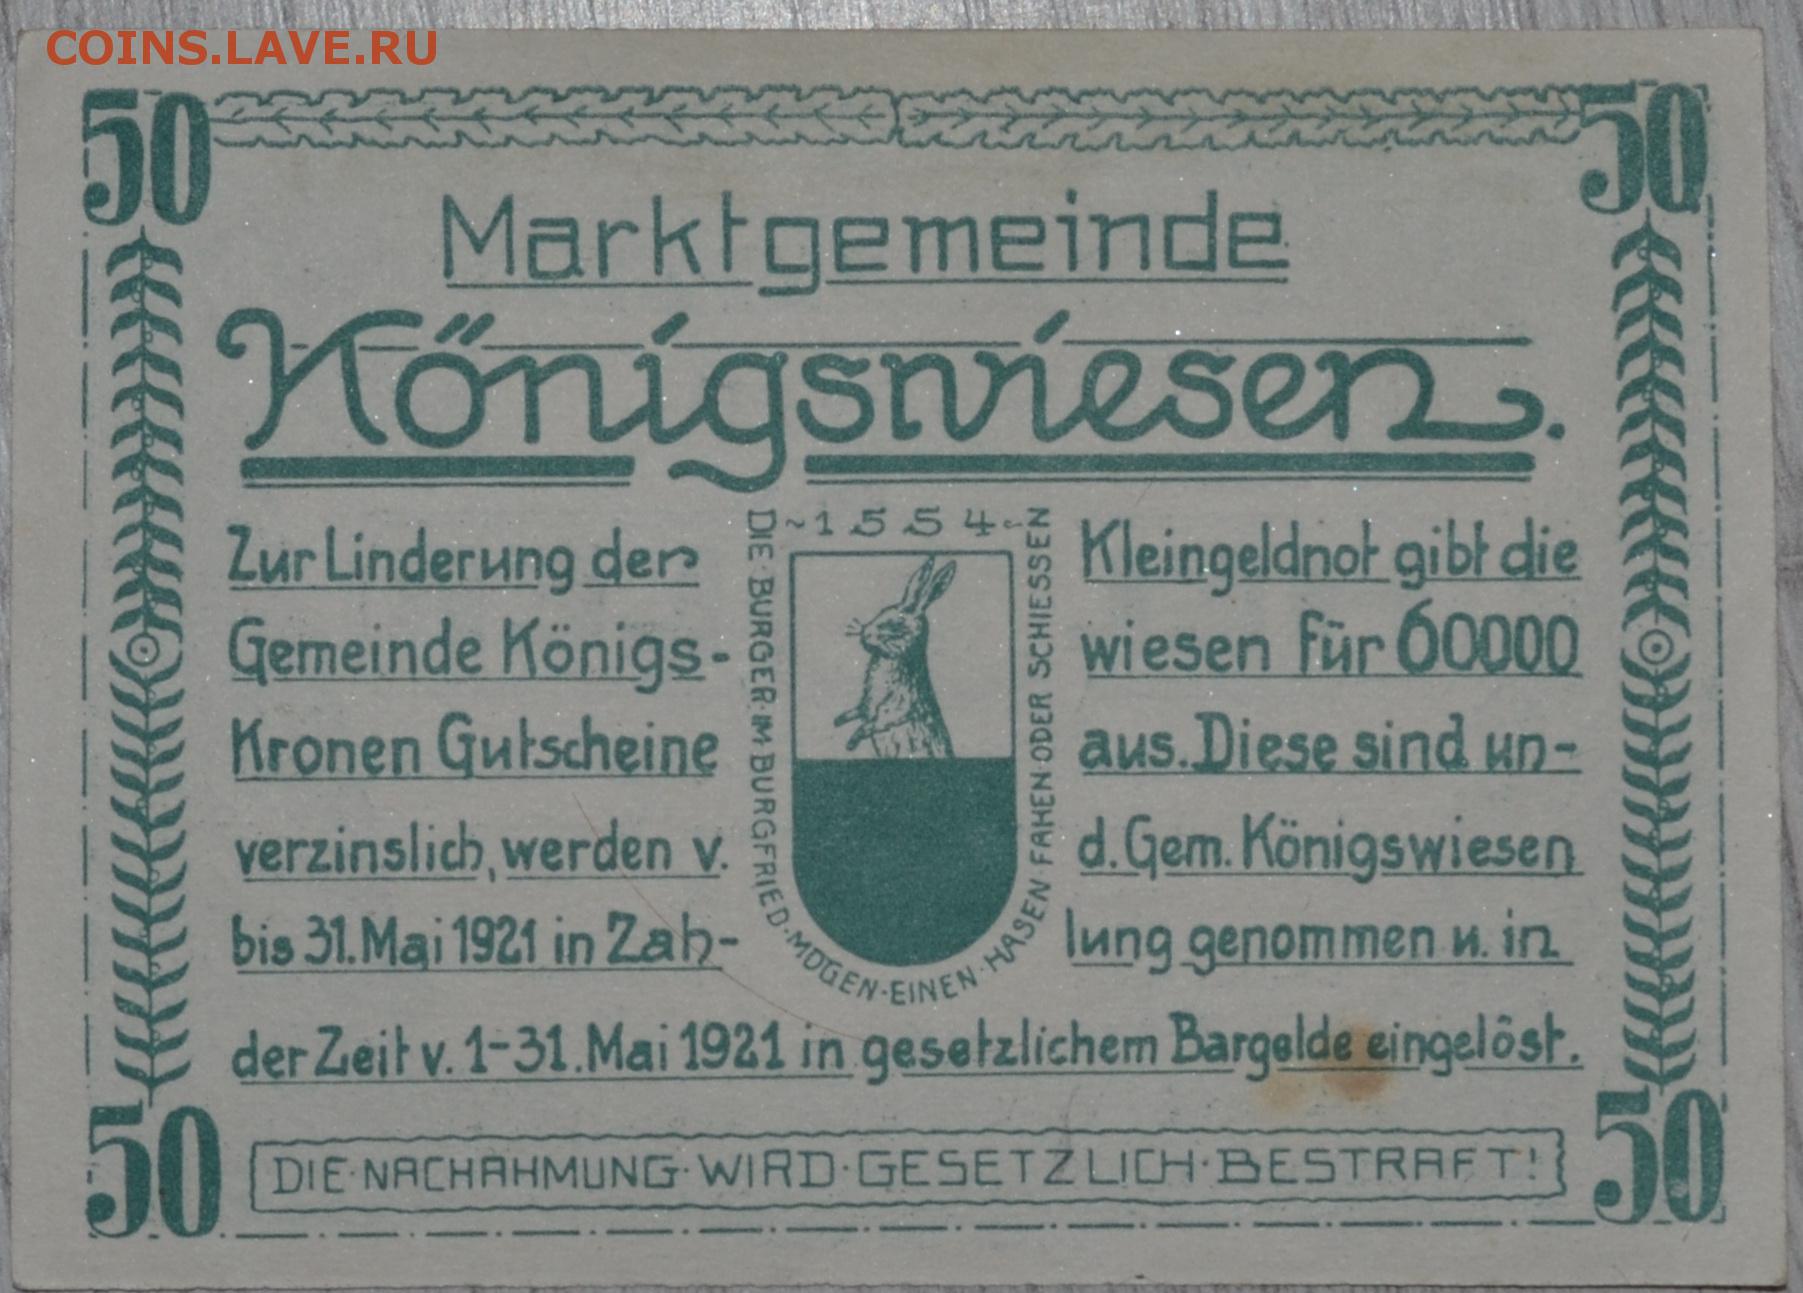 COINS.LAVE.RU
50 50
Marktgemeinde
Königswiesen.
~1554~
DIE·BURGER·IM·BURGFRIED·MOGEN·EINEN·HASEN·FAHEN·ODER SCHIESSEN
Zur Linderung der Kleingeldnot gibt die
Gemeinde Königs- wiesen für 60000
Kronen Gutscheine aus. Diese sind un-
verzinslich, werden v. d. Gem. Königswiesen
bis 31. Mai 1921 in Zah- lung genommen u. in
der Zeit v. 1-31. Mai 1921 in gesetzlichem Bargelde eingelöst.
50 50
DIE·NACHAHMUNG·WIRD·GESETZLICH·BESTRAFT!